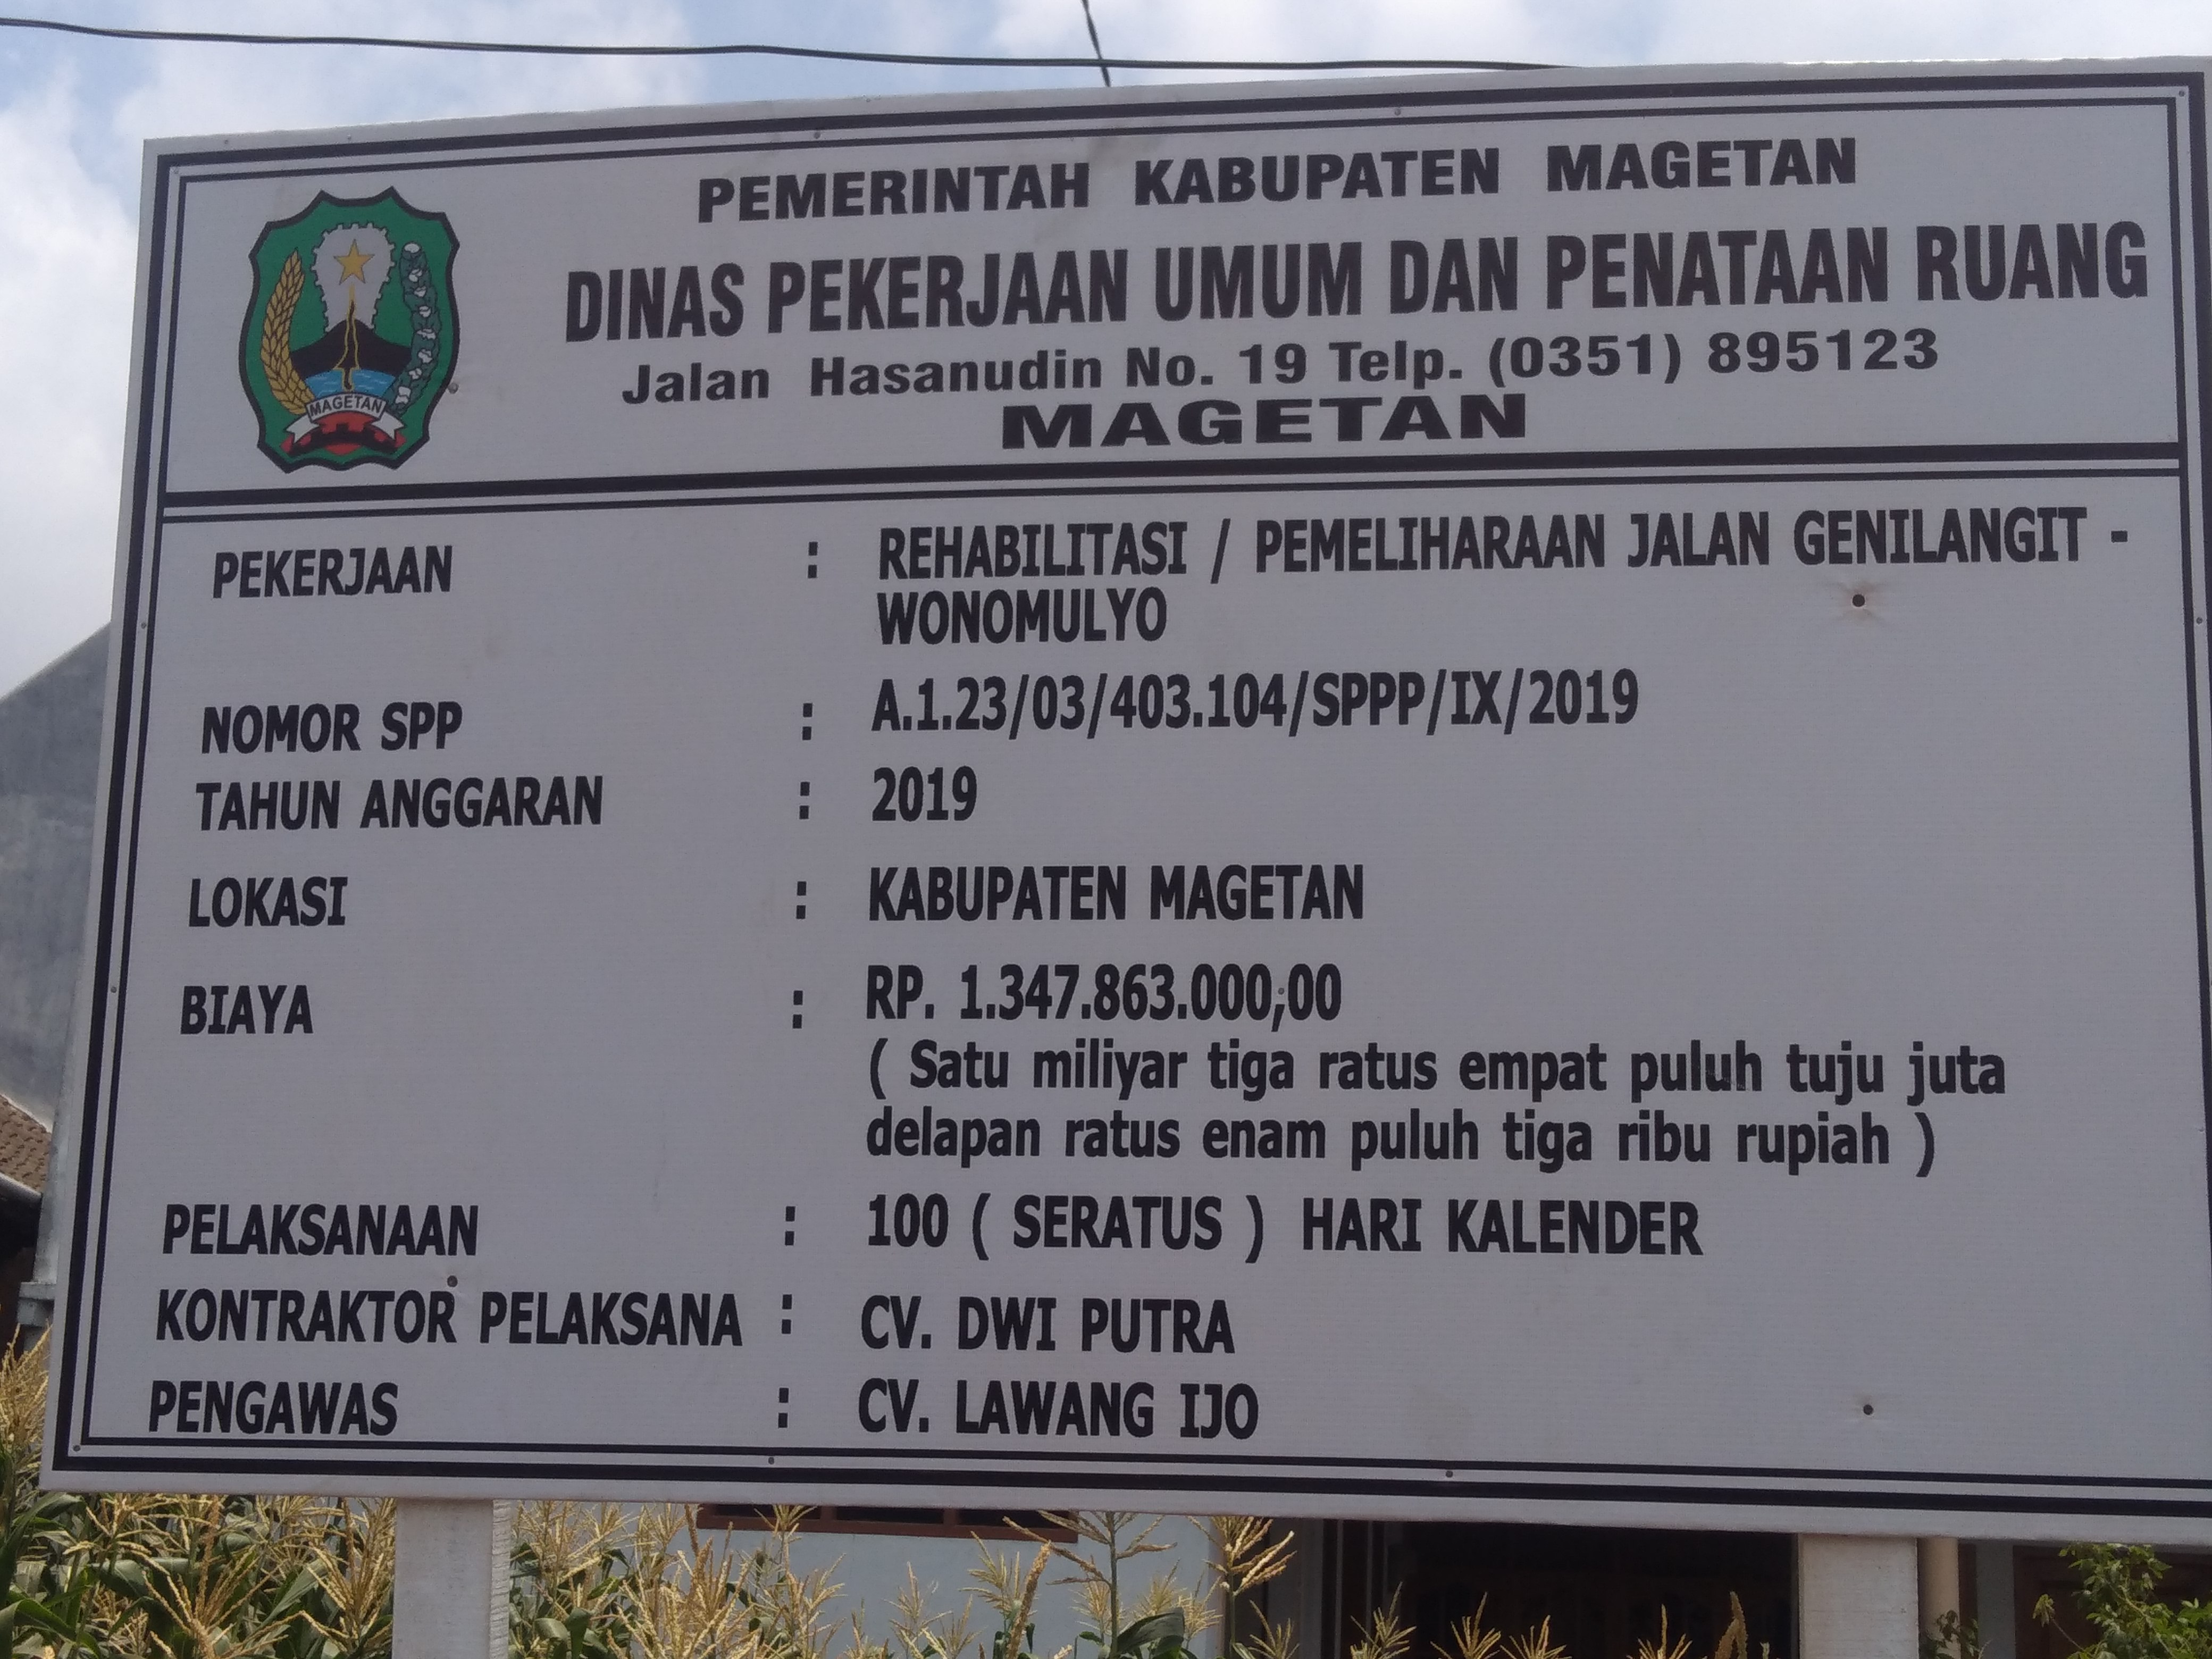 PEMERINTAH KABUPATEN MAGETAN
DINAS PEKERJAAN UMUM DAN PENATAAN RUANG
Jalan Hasanudin No. 19 Telp. (0351) 895123
MAGETAN
MAGETAN
PEKERJAAN : REHABILITASI / PEMELIHARAAN JALAN GENILANGIT -
WONOMULYO
NOMOR SPP : A.1.23/03/403.104/SPPP/IX/2019
TAHUN ANGGARAN : 2019
LOKASI : KABUPATEN MAGETAN
BIAYA : RP. 1.347.863.000,00
( Satu miliyar tiga ratus empat puluh tuju juta
delapan ratus enam puluh tiga ribu rupiah )
PELAKSANAAN : 100 ( SERATUS ) HARI KALENDER
KONTRAKTOR PELAKSANA : CV. DWI PUTRA
PENGAWAS : CV. LAWANG IJO